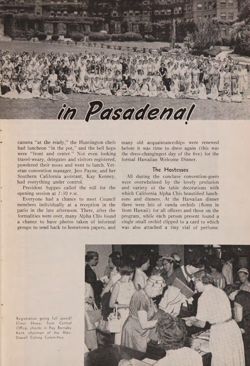 in Pasadena!
camera "at the ready," the Huntington chefs
had luncheon "in the pot," and the bell boys
were "front and center." Not even looking
travel-weary, delegates and visitors registered,
powdered their noses and went to lunch. Vet-
eran convention manager, Jess Payne, and her
Southern California assistant, Kay Kenney,
had everything under control.
President Suppes called the roll for the
opening session at 2:30 P.M.
Everyone had a chance to meet Council
members individually at a reception in the
patio in the late afternoon. There, after the
formalities were over, many Alpha Chis found
a chance to have photos taken of informal
groups to send back to hometown papers, and
many old acquaintanceships were renewed
before it was time to dress again (this was
the dress-changingest day of the five) for the
formal Hawaiian Welcome Dinner.
The Hostesses
All during the conclave convention-goers
were overwhelmed by the lovely profusion
and variety of table decorations with
which California Alpha Chis beautified lunch-
eons and dinners. At the Hawaiian dinner
there were leis of vanda orchids (flown in
from Hawaii) for all officers and those on the
program, while each person present found a
single small orchid clipped to a card to which
was also attached a tiny vial of perfume.
Registration going full speed!